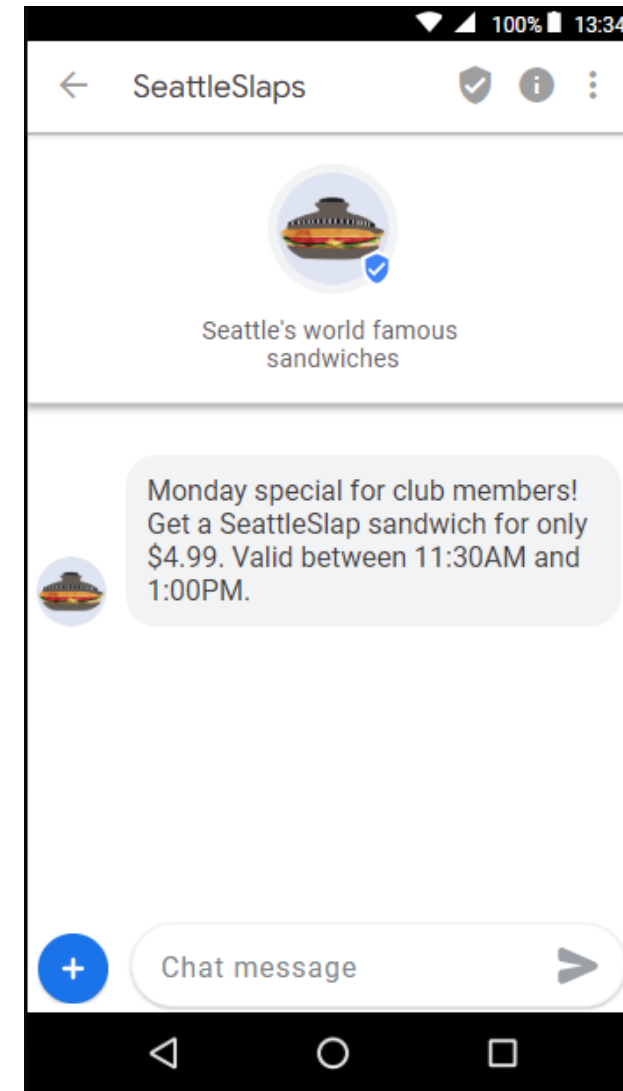 100% 13:34
SeattleSlaps
Seattle's world famous
sandwiches
Monday special for club members!
Get a SeattleSlap sandwich for only
$4.99. Valid between 11:30AM and
1:00PM.
Chat message